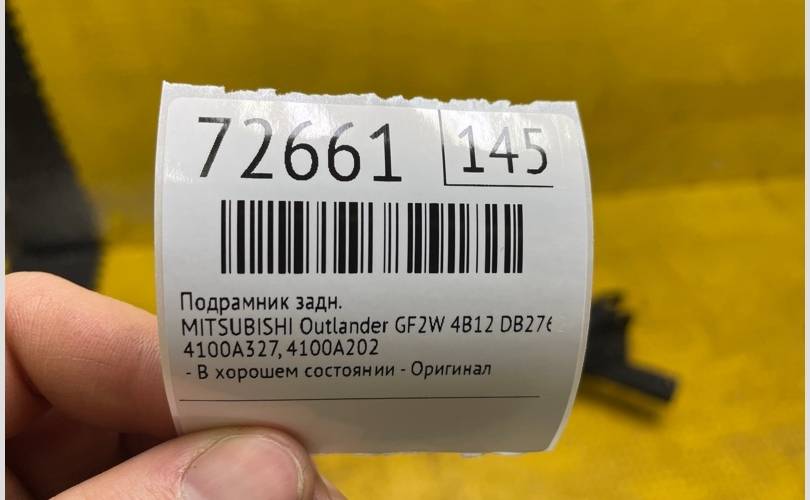 72661 145
Подрамник задн.
MITSUBISHI Outlander GF2W 4B12 DB276
4100A327, 4100A202
- В хорошем состоянии - Оригинал